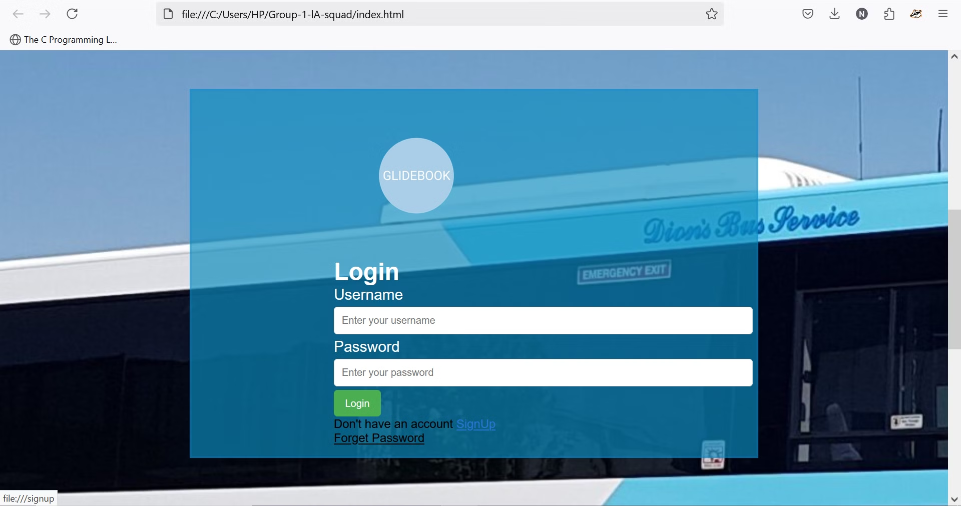 file:///C:/Users/HP/Group-1-lA-squad/index.html
N
The C Programming L...
GLIDEBOOK
Dion's Bus Service
EMERGENCY EXIT
Login
Username
Enter your username
Password
Enter your password
Login
Don't have an account SignUp
Forget Password
file:///signup